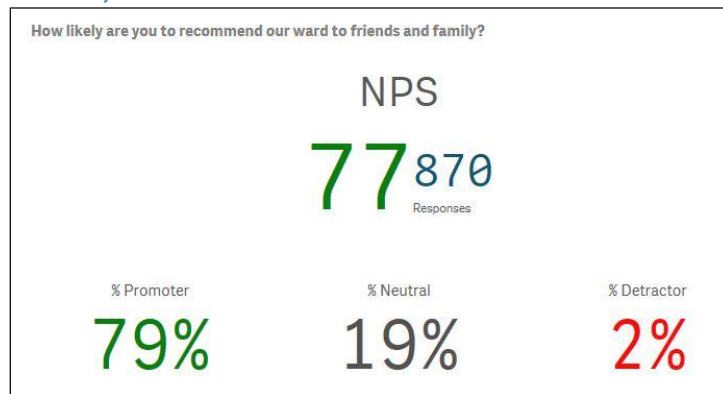 How likely are you to recommend our ward to friends and family?
NPS
77 870
Responses
% Promoter % Neutral % Detractor
79% 19% 2%